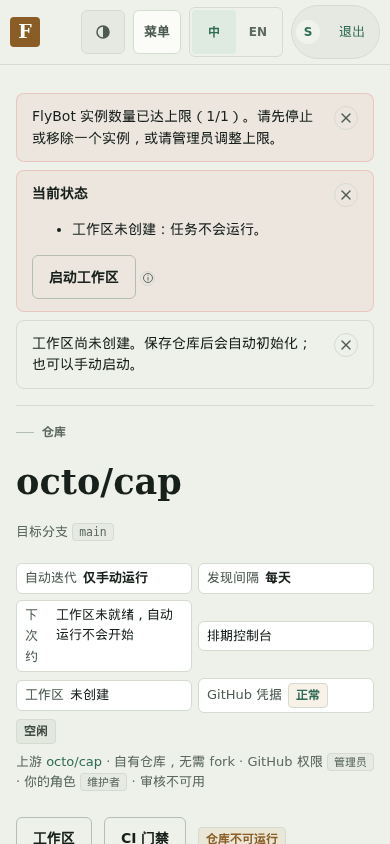 F
菜单
中
EN
S
退出
FlyBot 实例数量已达上限（1/1）。请先停止
或移除一个实例，或请管理员调整上限。
当前状态
• 工作区未创建：任务不会运行。
启动工作区
工作区尚未创建。保存仓库后会自动初始化；
也可以手动启动。
仓库
octo/cap
目标分支 main
自动迭代 仅手动运行
发现间隔 每天
下次约 工作区未就绪，自动
运行不会开始
排期控制台
工作区 未创建
GitHub 凭据 正常
空闲
上游 octo/cap · 自有仓库，无需 fork · GitHub 权限 管理员
· 你的角色 维护者 · 审核不可用
工作区
CI 门禁
仓库不可运行